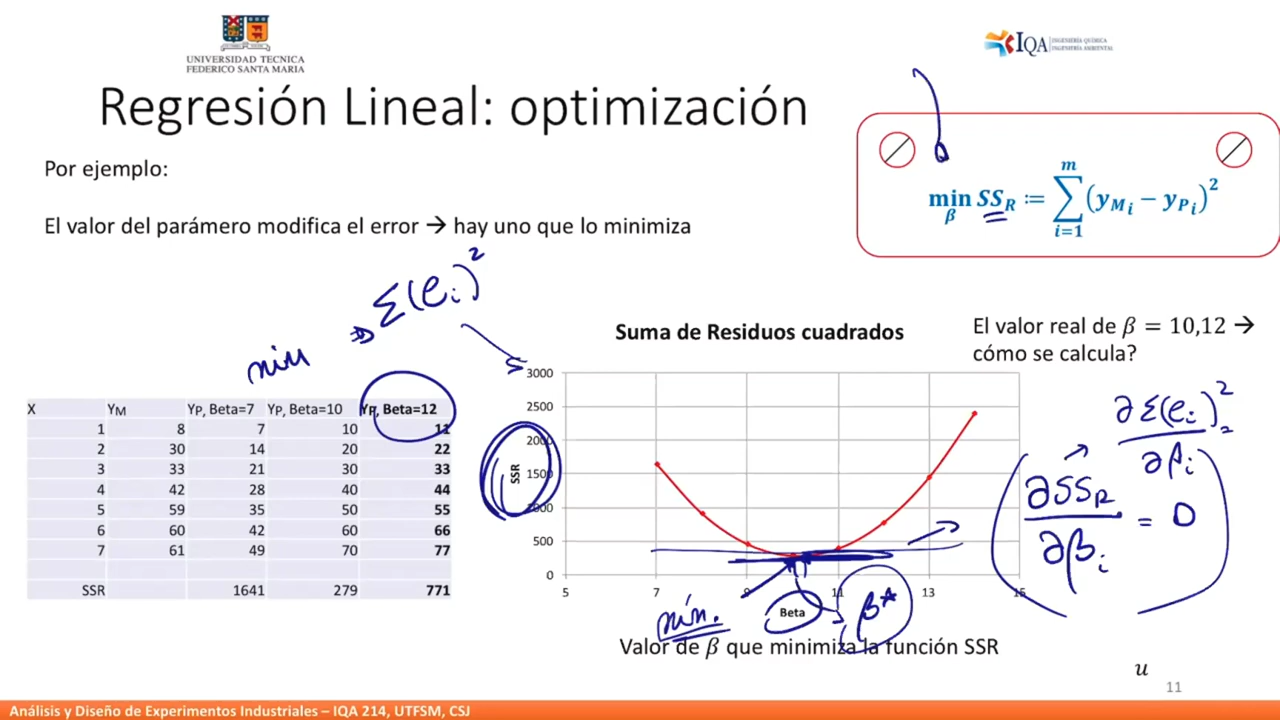 UNIVERSIDAD TECNICA
FEDERICO SANTA MARIA
IQA INGENIERÍA QUÍMICA
INGENIERÍA AMBIENTAL
Regresión Lineal: optimización
Por ejemplo:
El valor del parámero modifica el error → hay uno que lo minimiza
min β SS_R := ∑ i=1 m (y_{M_i} − y_{P_i})^2
min ⇒ Σ(e_i)^2
X YM YP, Beta=7 YP, Beta=10 YP, Beta=12
1 8 7 10 11
2 30 14 20 22
3 33 21 30 33
4 42 28 40 44
5 59 35 50 55
6 60 42 60 66
7 61 49 70 77
SSR 1641 279 771
Suma de Residuos cuadrados
SSR
3000
2500
2000
1500
1000
500
0
5 7 9 11 13 15
Beta
mín.
β*
Valor de β que minimiza la función SSR
El valor real de β = 10,12 →
cómo se calcula?
∂Σ(e_i)^2
∂β_i
∂SS_R
∂β_i
= 0
u
11
Análisis y Diseño de Experimentos Industriales – IQA 214, UTFSM, CSJ